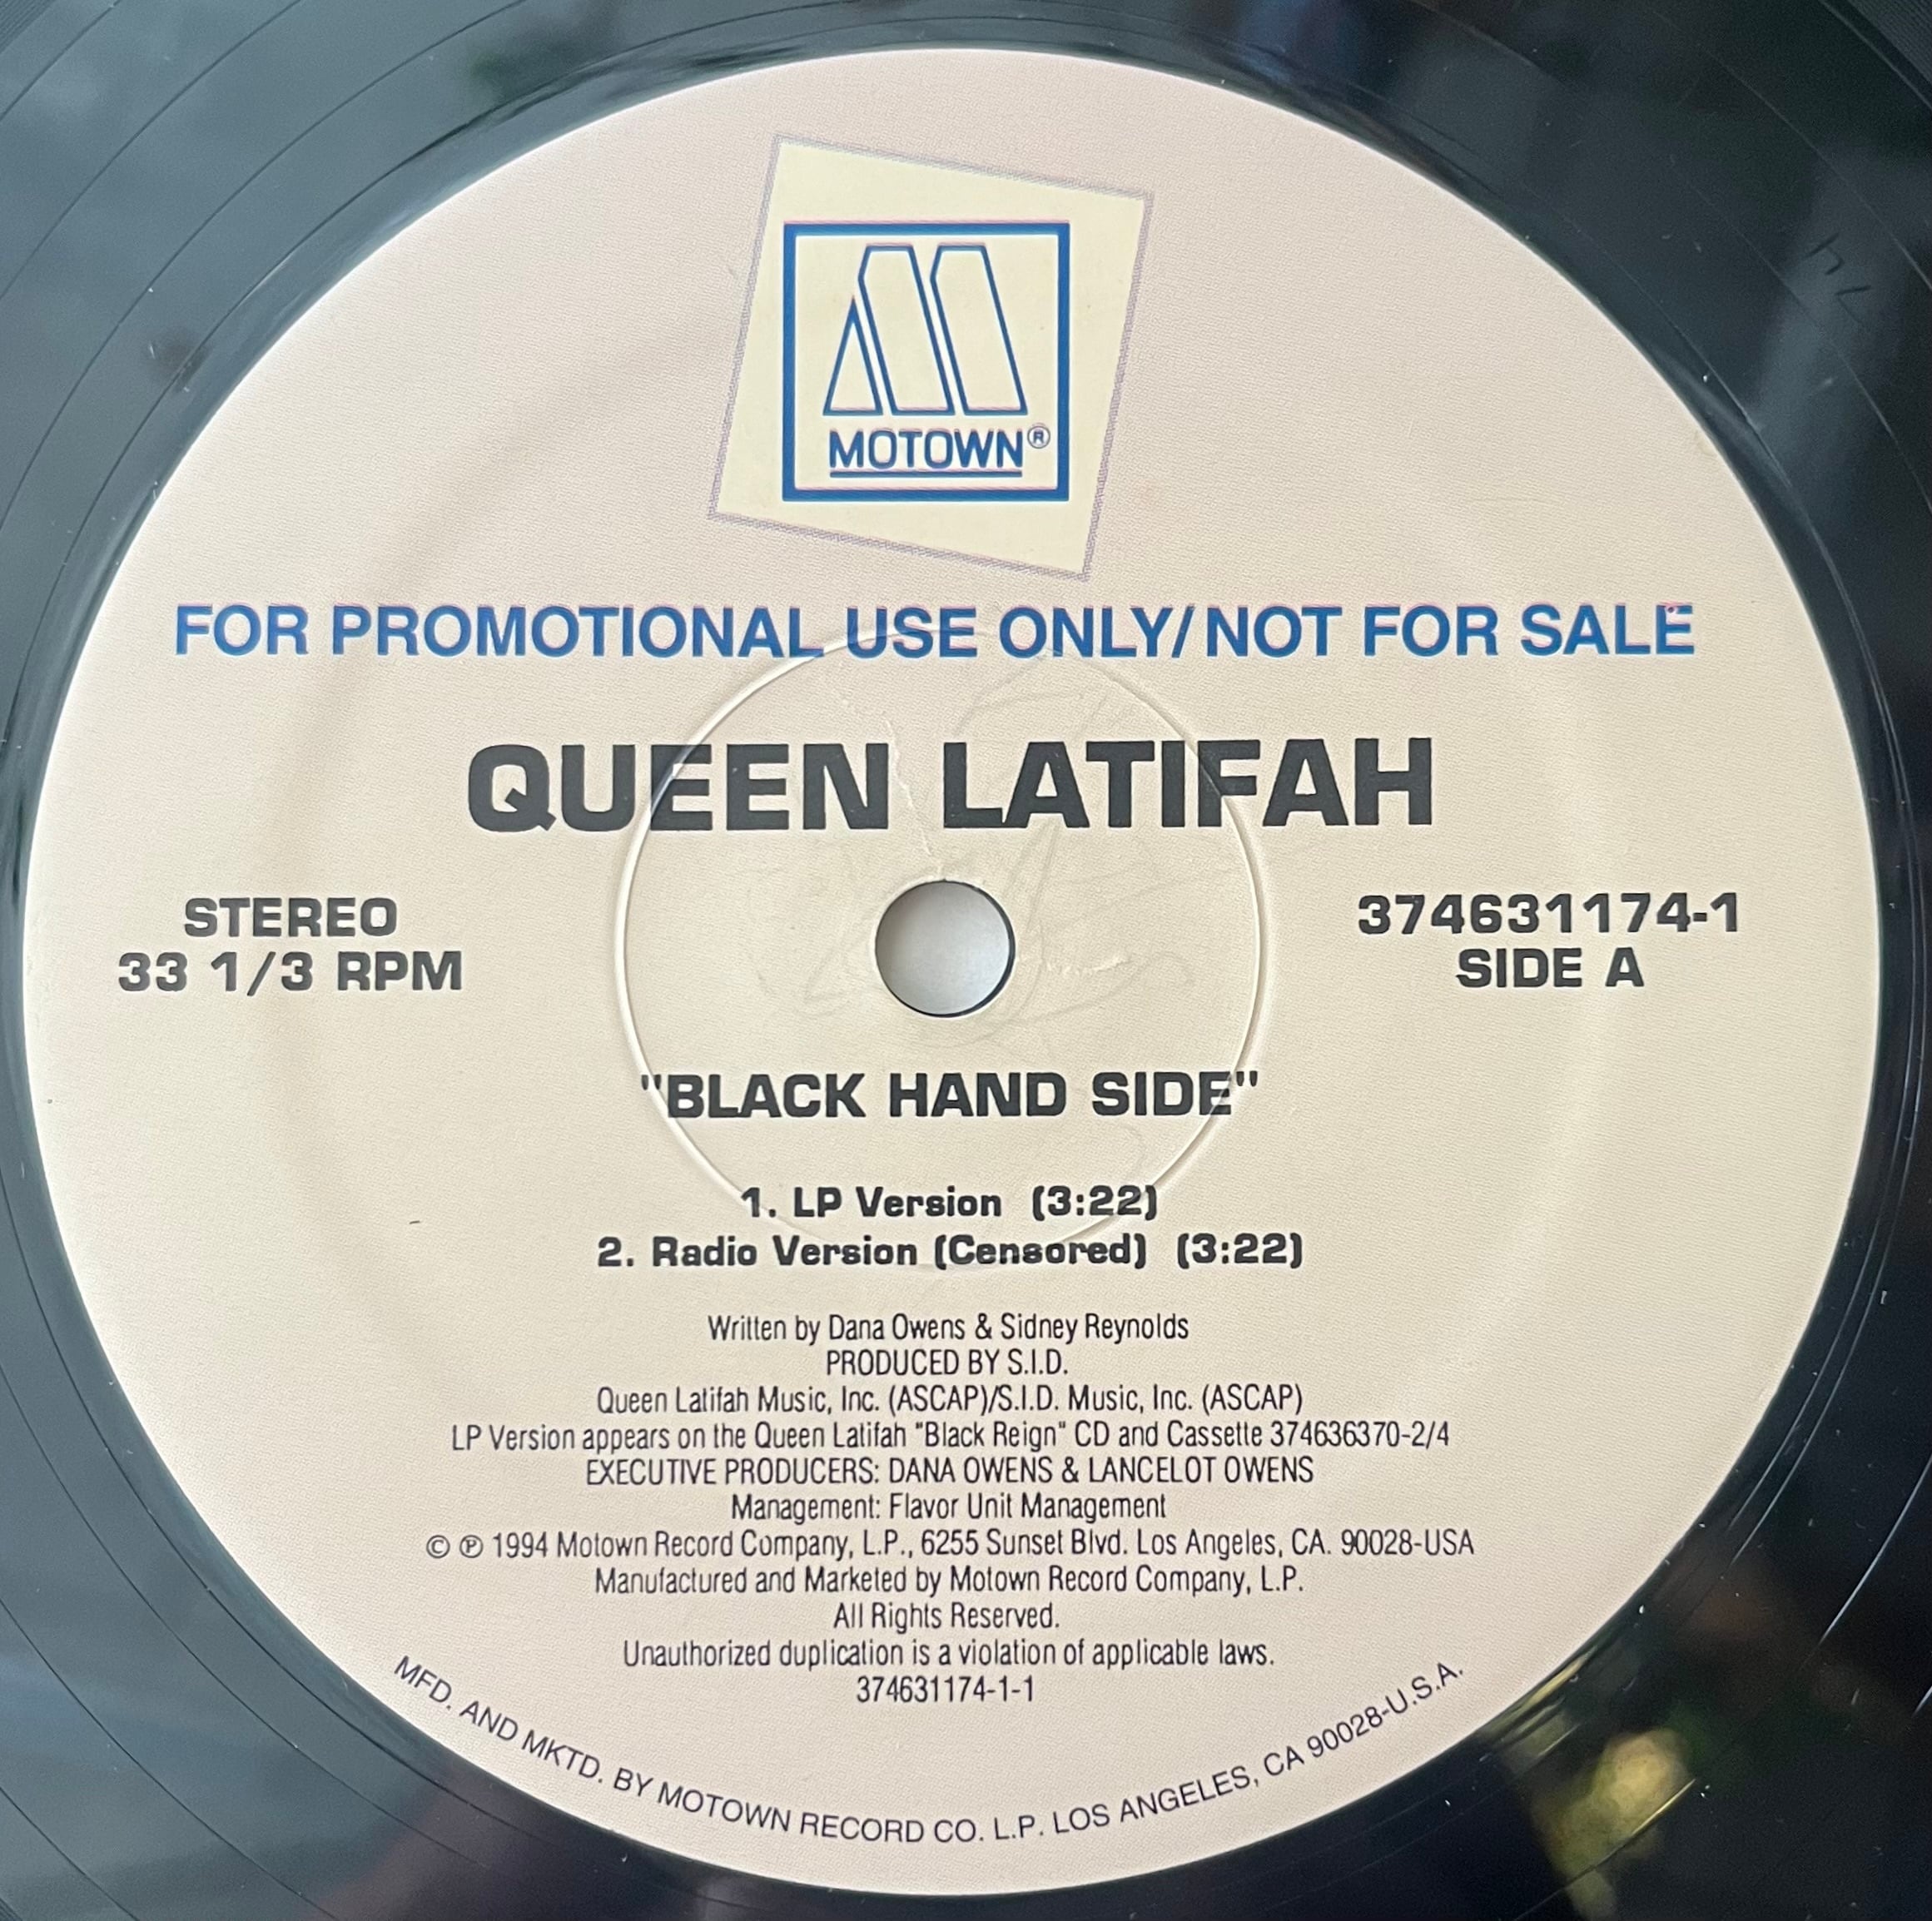 MOTOWN®
FOR PROMOTIONAL USE ONLY/NOT FOR SALE
QUEEN LATIFAH
STEREO
33 1/3 RPM
374631174-1
SIDE A
"BLACK HAND SIDE"
1. LP Version (3:22)
2. Radio Version (Censored) (3:22)
Written by Dana Owens & Sidney Reynolds
PRODUCED BY S.I.D.
Queen Latifah Music, Inc. (ASCAP)/S.I.D. Music, Inc. (ASCAP)
LP Version appears on the Queen Latifah "Black Reign" CD and Cassette 374636370-2/4
EXECUTIVE PRODUCERS: DANA OWENS & LANCELOT OWENS
Management: Flavor Unit Management
© ℗ 1994 Motown Record Company, L.P., 6255 Sunset Blvd. Los Angeles, CA. 90028-USA
Manufactured and Marketed by Motown Record Company, L.P.
All Rights Reserved.
Unauthorized duplication is a violation of applicable laws.
374631174-1-1
MFD. AND MKTD. BY MOTOWN RECORD CO. L.P. LOS ANGELES, CA 90028-U.S.A.